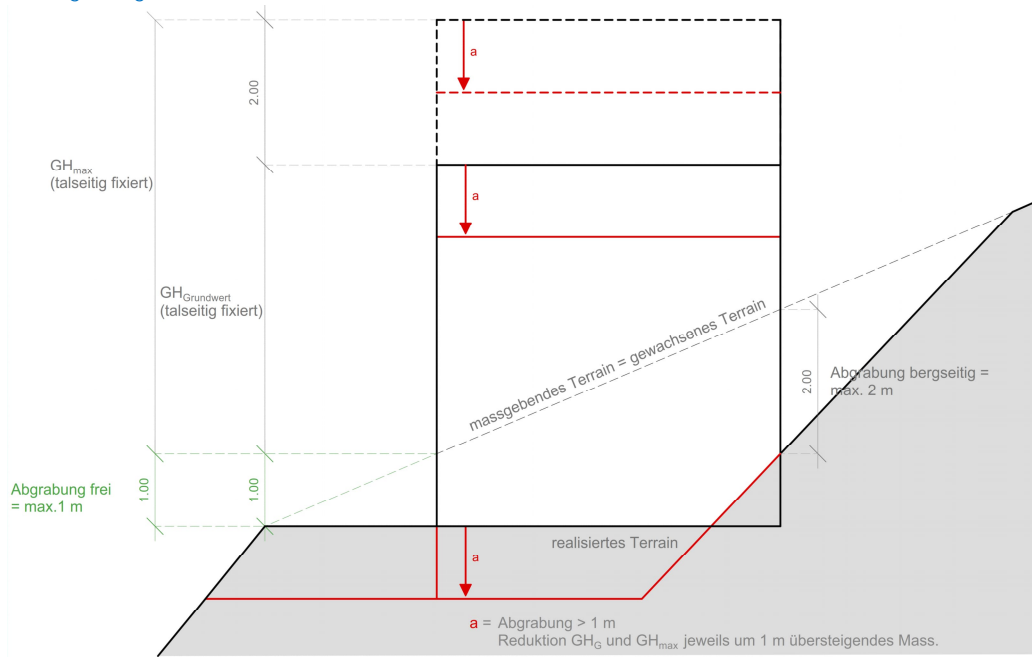 a
2.00
GHmax
(talseitig fixiert)
a
GHGrundwert
(talseitig fixiert)
massgebendes Terrain = gewachsenes Terrain
2.00
Abgrabung bergseitig =
max. 2 m
Abgrabung frei
= max.1 m
1.00
1.00
realisiertes Terrain
a
a = Abgrabung > 1 m
Reduktion GHG und GHmax jeweils um 1 m übersteigendes Mass.